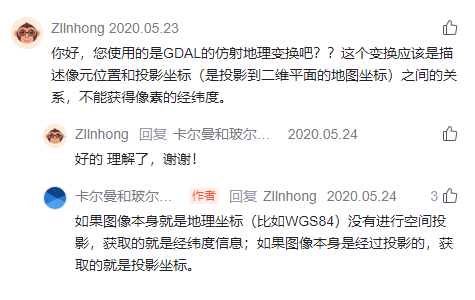 ZlInhong 2020.05.23
你好，您使用的是GDAL的仿射地理变换吧？？这个变换应该是描
述像元位置和投影坐标（是投影到二维平面的地图坐标）之间的关
系，不能获得像素的经纬度。
ZlInhong 回复 卡尔曼和玻尔... 2020.05.24
好的 理解了，谢谢！
卡尔曼和玻尔... 作者 回复 ZlInhong 2020.05.24 3
如果图像本身就是地理坐标（比如WGS84）没有进行空间投
影，获取的就是经纬度信息；如果图像本身是经过投影的，获
取的就是投影坐标。